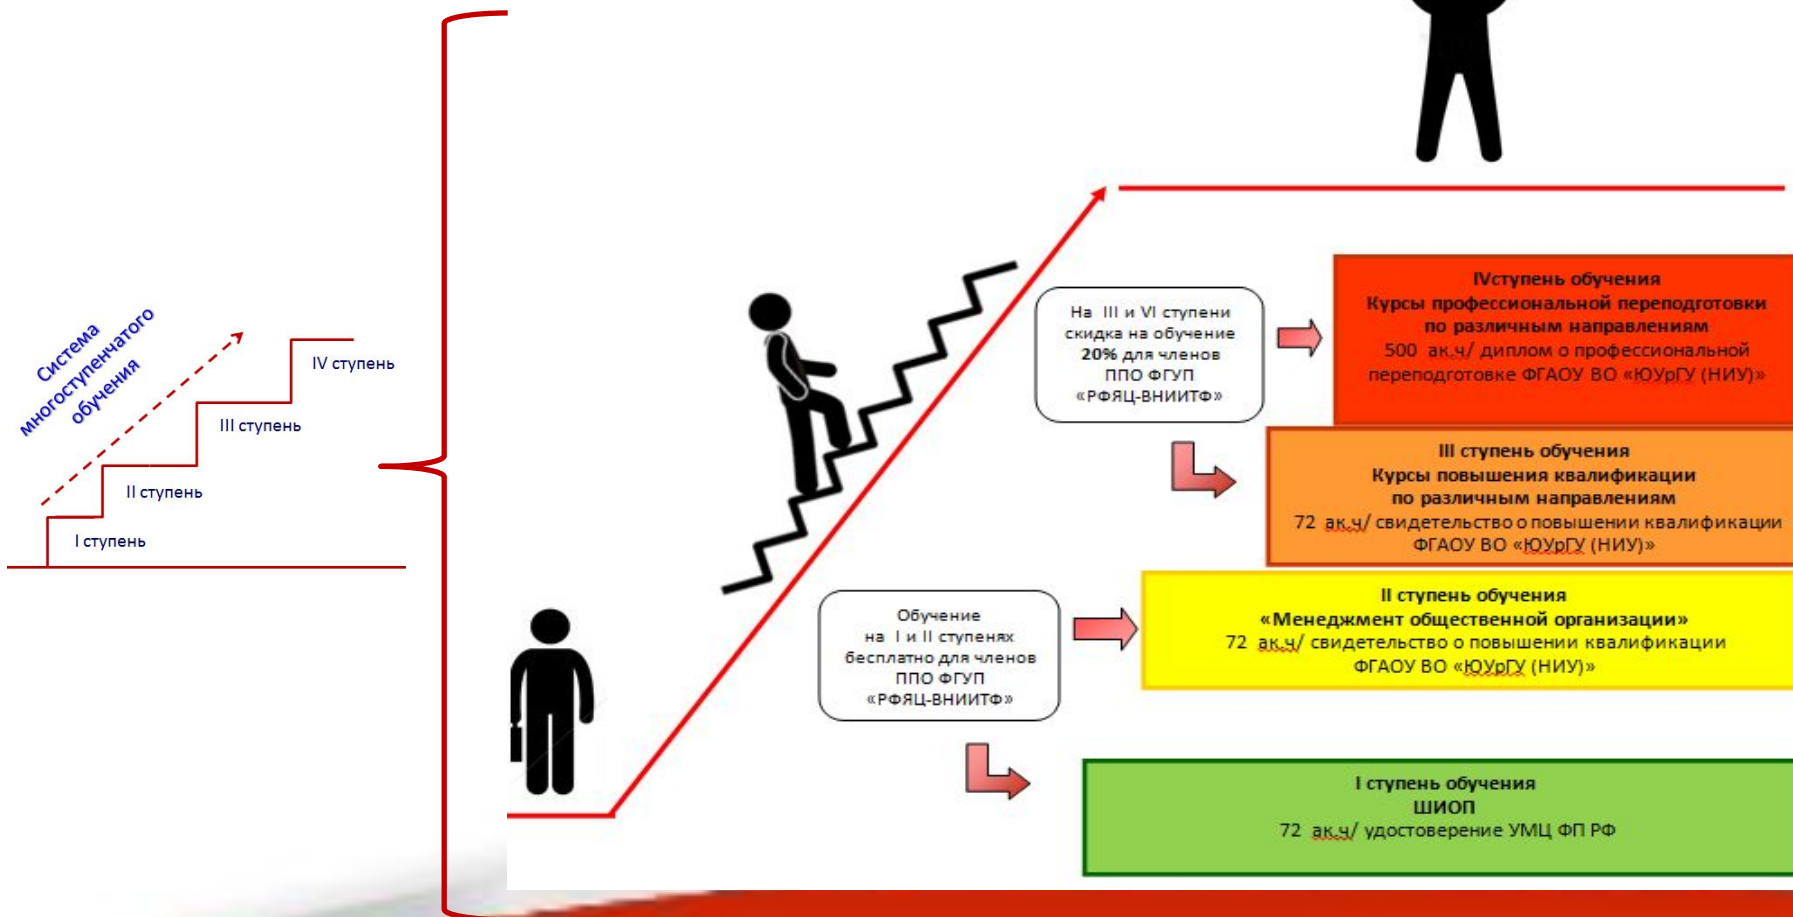 Система
многоступенчатого
обучения
IV ступень
III ступень
II ступень
I ступень
На III и VI ступени
скидка на обучение
20% для членов
ППО ФГУП
«РФЯЦ-ВНИИТФ»
IVступень обучения
Курсы профессиональной переподготовки
по различным направлениям
500 ак.ч/ диплом о профессиональной
переподготовке ФГАОУ ВО «ЮУрГУ (НИУ)»
III ступень обучения
Курсы повышения квалификации
по различным направлениям
72 ак.ч/ свидетельство о повышении квалификации
ФГАОУ ВО «ЮУрГУ (НИУ)»
Обучение
на I и II ступенях
бесплатно для членов
ППО ФГУП
«РФЯЦ-ВНИИТФ»
II ступень обучения
«Менеджмент общественной организации»
72 ак.ч/ свидетельство о повышении квалификации
ФГАОУ ВО «ЮУрГУ (НИУ)»
I ступень обучения
ШИОП
72 ак.ч/ удостоверение УМЦ ФП РФ